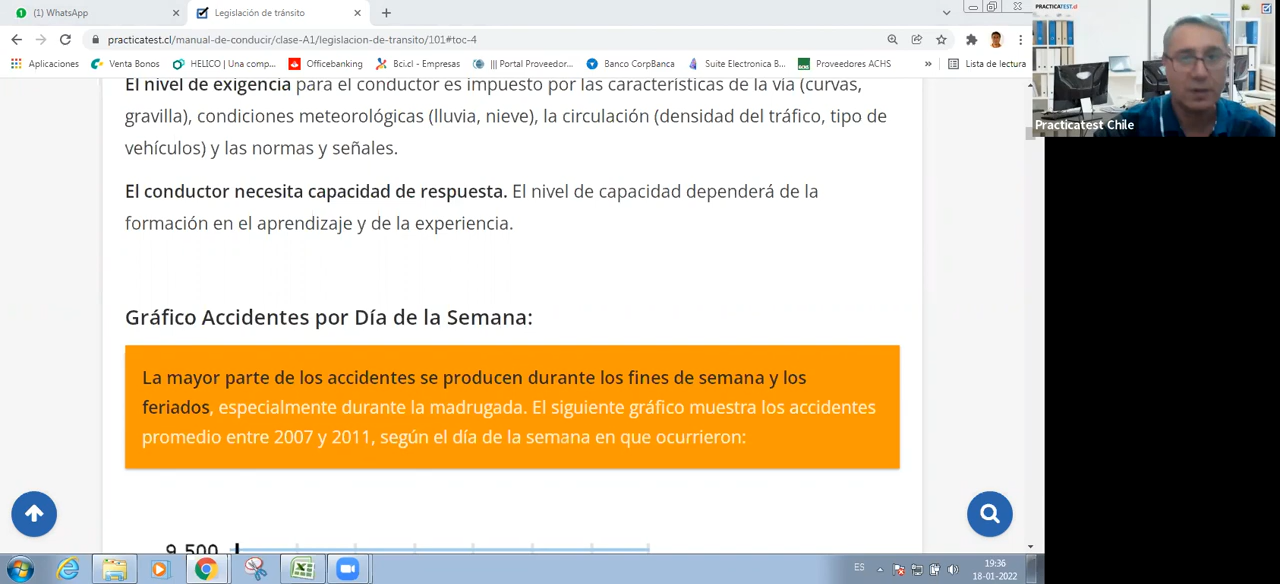 (1) WhatsApp
Legislación de tránsito
practicatest.cl/manual-de-conducir/clase-A1/legislacion-de-transito/101#toc-4
Aplicaciones
Venta Bonos
HELICO | Una comp...
Officebanking
Bci.cl - Empresas
||| Portal Proveedor...
Banco CorpBanca
Suite Electronica B...
Proveedores ACHS
»
Lista de lectura
PRACTICATEST.cl
Practicatest Chile
El nivel de exigencia para el conductor es impuesto por las características de la vía (curvas,
gravilla), condiciones meteorológicas (lluvia, nieve), la circulación (densidad del tráfico, tipo de
vehículos) y las normas y señales.
El conductor necesita capacidad de respuesta. El nivel de capacidad dependerá de la
formación en el aprendizaje y de la experiencia.
Gráfico Accidentes por Día de la Semana:
La mayor parte de los accidentes se producen durante los fines de semana y los
feriados, especialmente durante la madrugada. El siguiente gráfico muestra los accidentes
promedio entre 2007 y 2011, según el día de la semana en que ocurrieron:
9.500
ES
19:36
18-01-2022